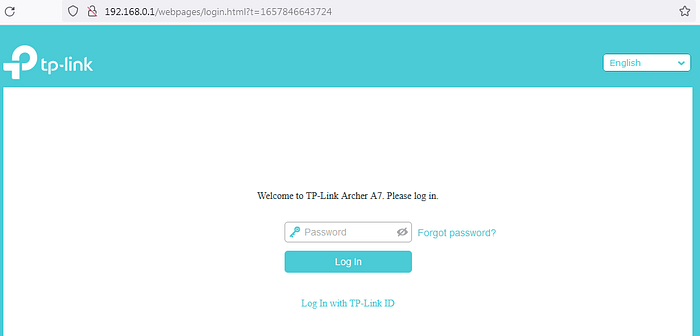 192.168.0.1/webpages/login.html?t=1657846643724
tp-link
English
Welcome to TP-Link Archer A7. Please log in.
Password
Forgot password?
Log In
Log In with TP-Link ID